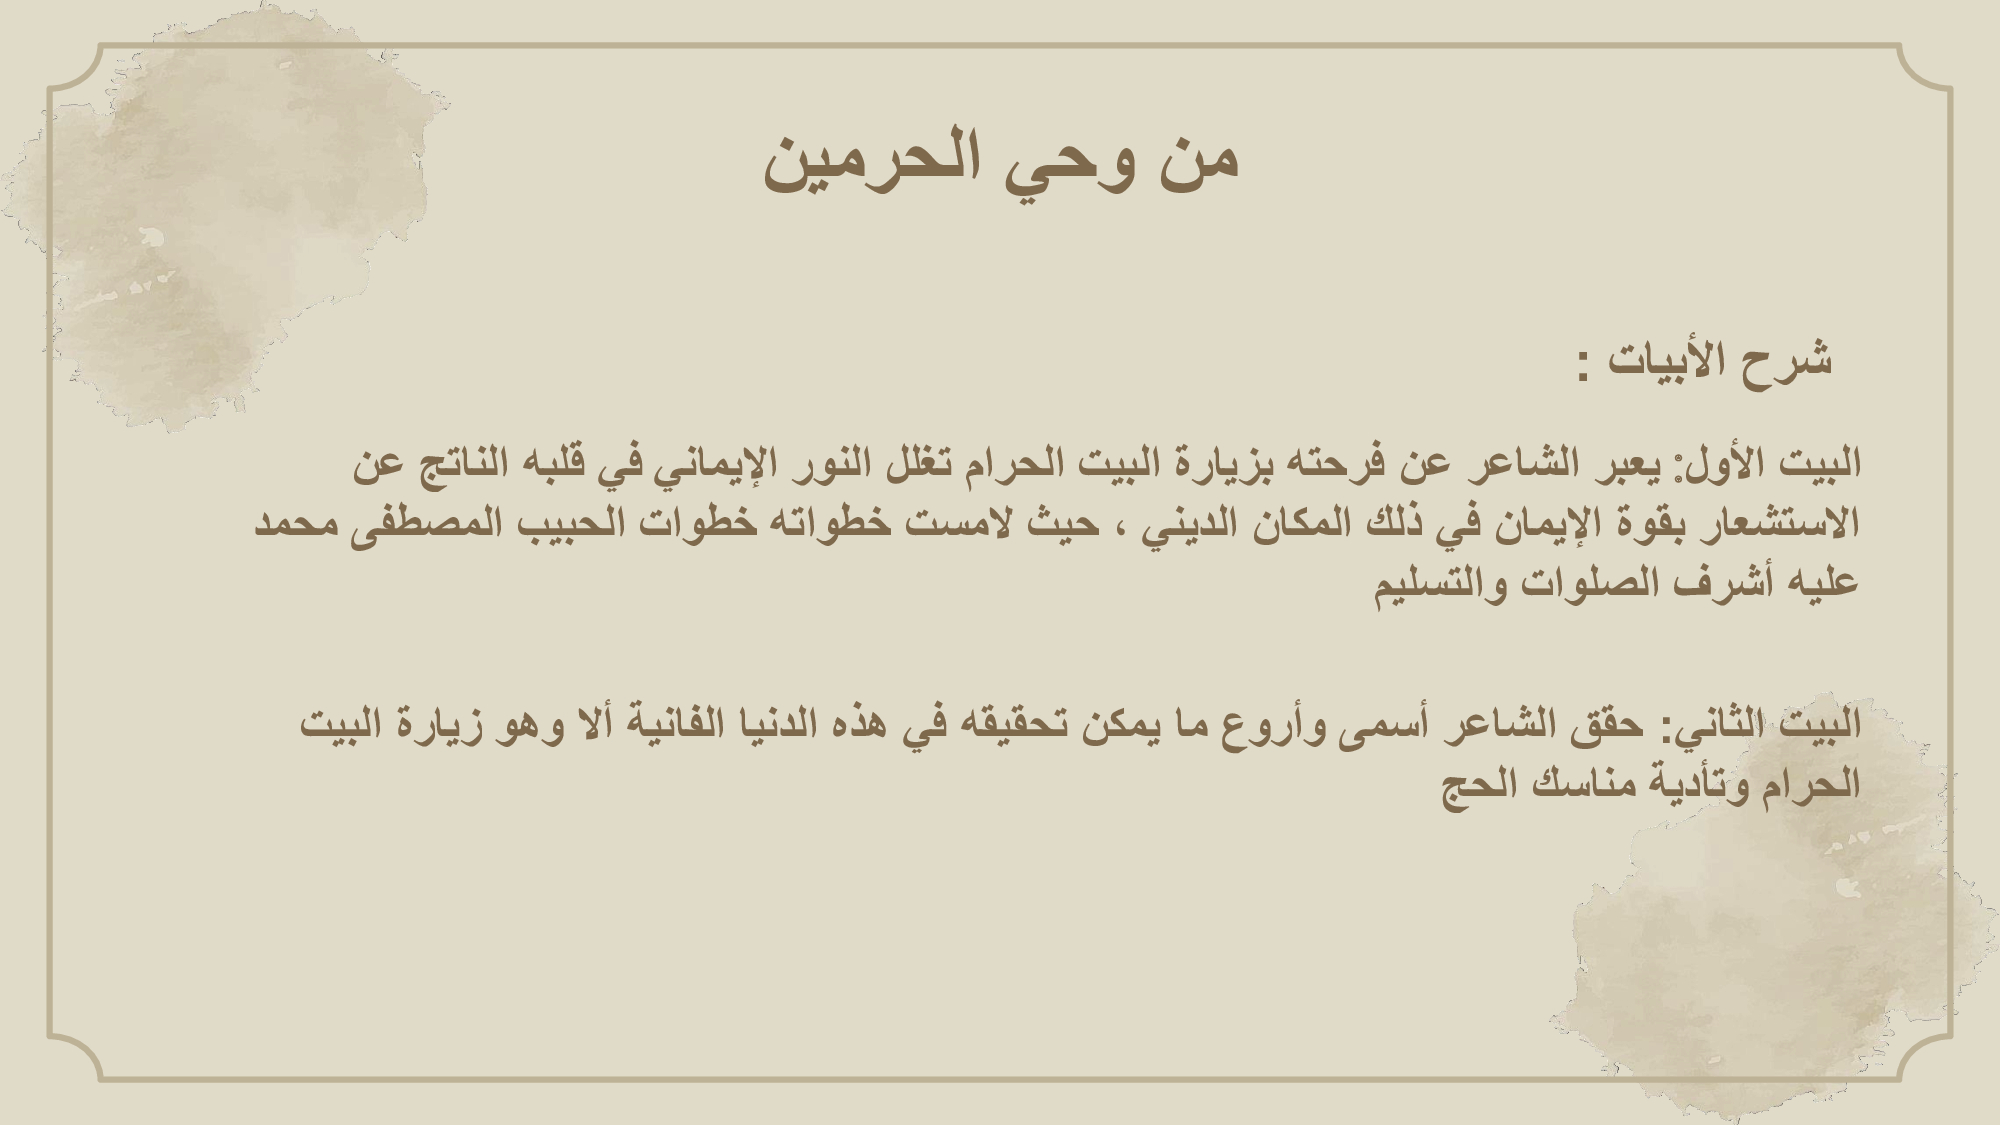 من وحي الحرمين
شرح الأبيات :
البيت الأول: يعبر الشاعر عن فرحته بزيارة البيت الحرام تغلل النور الإيماني في قلبه الناتج عن
الاستشعار بقوة الإيمان في ذلك المكان الديني ، حيث لامست خطواته خطوات الحبيب المصطفى محمد
عليه أشرف الصلوات والتسليم
البيت الثاني: حقق الشاعر أسمى وأروع ما يمكن تحقيقه في هذه الدنيا الفانية ألا وهو زيارة البيت
الحرام وتأدية مناسك الحج